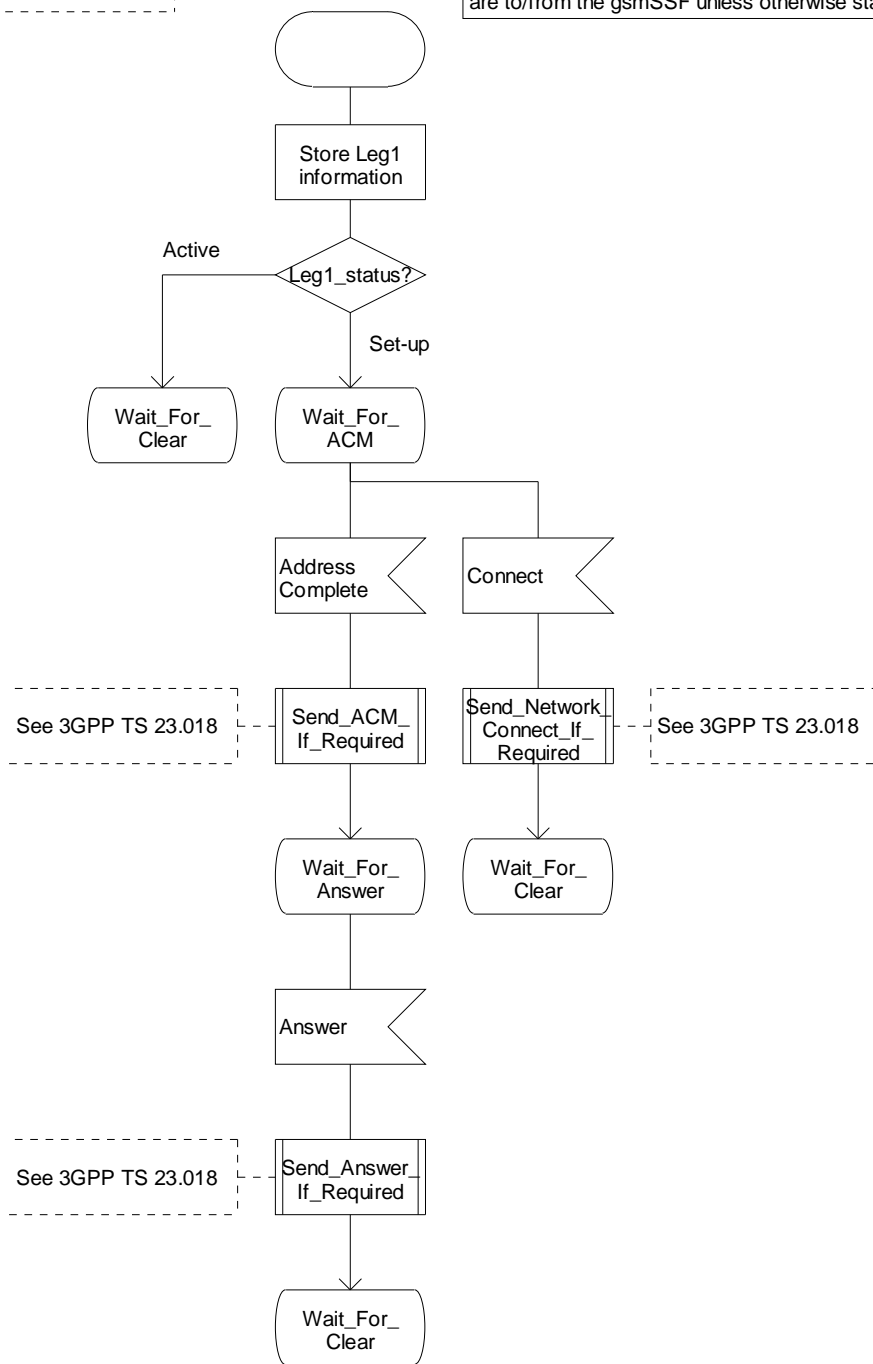 are to/from the gsmSSF unless otherwise sta
Store Leg1
information
Active
Leg1_status?
Set-up
Wait_For_
Clear
Wait_For_
ACM
Address
Complete
Connect
See 3GPP TS 23.018
Send_ACM_
If_Required
Send_Network_
Connect_If_
Required
See 3GPP TS 23.018
Wait_For_
Answer
Wait_For_
Clear
Answer
See 3GPP TS 23.018
Send_Answer_
If_Required
Wait_For_
Clear